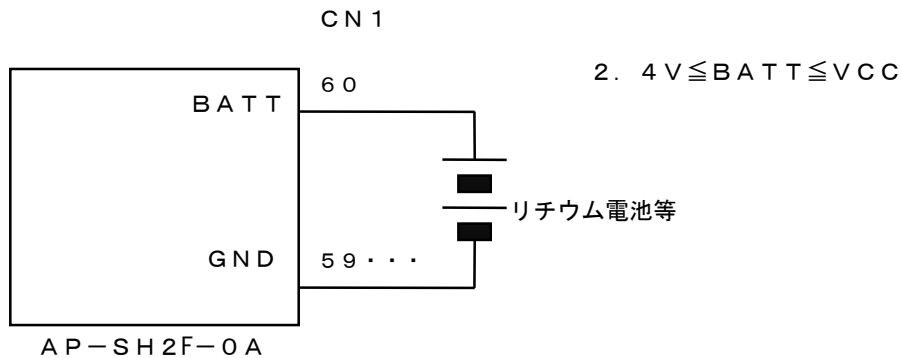 ＣＮ１
２．４Ｖ≦ＢＡＴＴ≦ＶＣＣ
６０
ＢＡＴＴ
リチウム電池等
ＧＮＤ
５９・・・
ＡＰ－ＳＨ２F－０Ａ